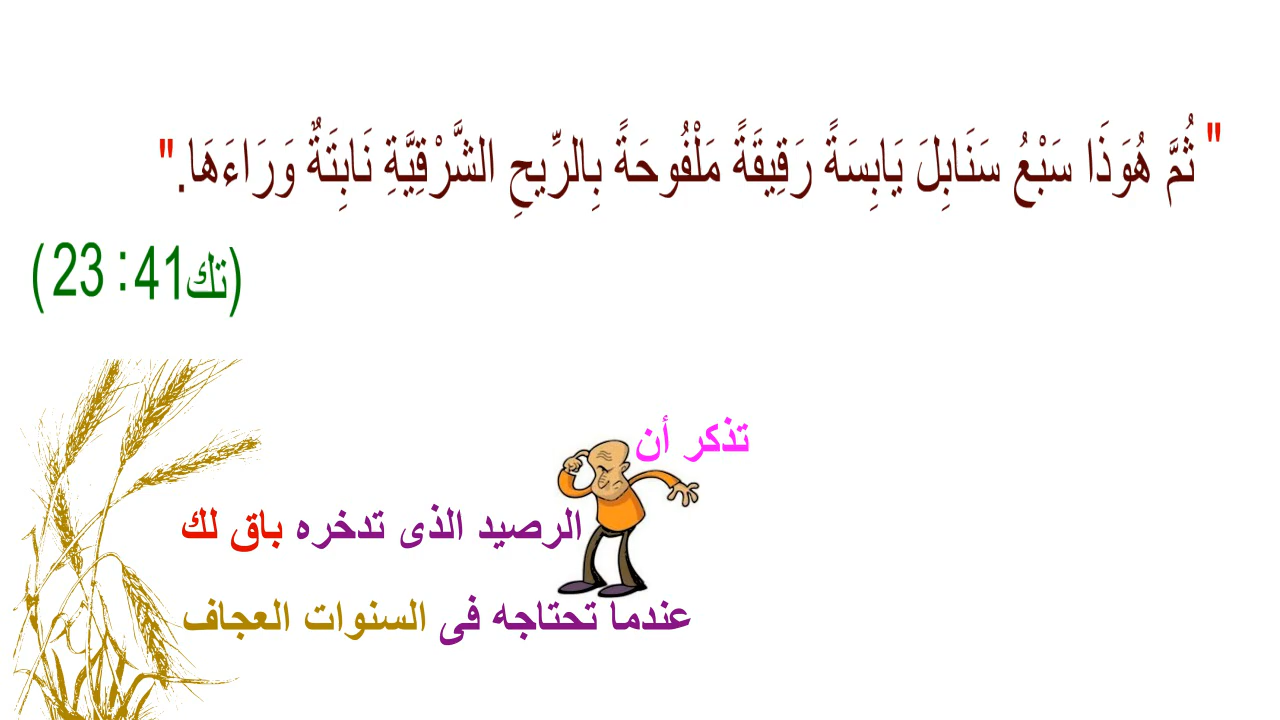 " ثُمَّ هُوَذَا سَبْعُ سَنَابِلَ يَابِسَةً رَقِيقَةً مَلْفُوحَةً بِالرِّيحِ الشَّرْقِيَّةِ نَابِتَةٌ وَرَاءَهَا. "
(تك41: 23)
تذكر أن
الرصيد الذى تدخره باق لك
عندما تحتاجه فى السنوات العجاف